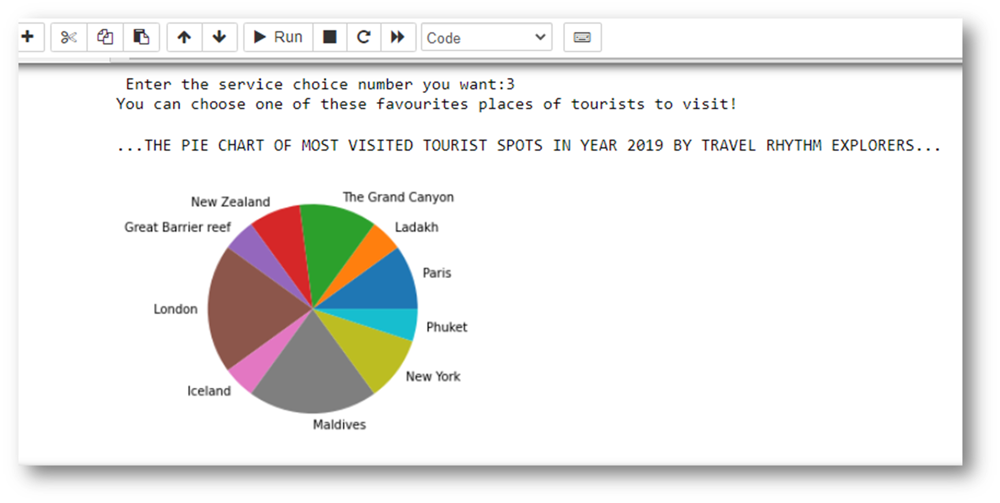 Run
Code
Enter the service choice number you want:3
You can choose one of these favourites places of tourists to visit!
...THE PIE CHART OF MOST VISITED TOURIST SPOTS IN YEAR 2019 BY TRAVEL RHYTHM EXPLORERS...
The Grand Canyon
New Zealand
Great Barrier reef
Ladakh
Paris
London
Phuket
New York
Iceland
Maldives